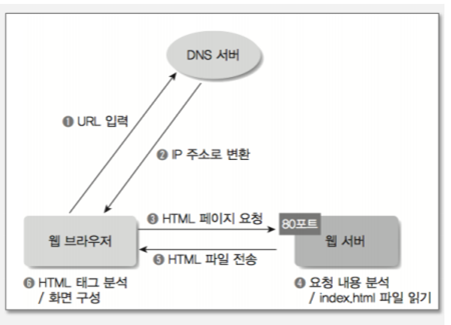 DNS 서버
❶ URL 입력
❷ IP 주소로 변환
❸ HTML 페이지 요청
80포트
웹 브라우저
웹 서버
❺ HTML 파일 전송
❻ HTML 태그 분석
/ 화면 구성
❹ 요청 내용 분석
/ index.html 파일 읽기